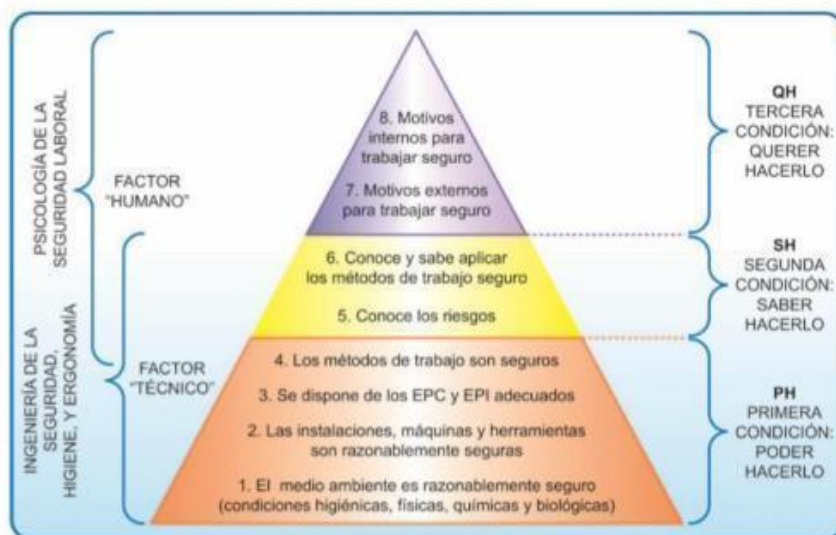 PSICOLOGÍA DE LA
SEGURIDAD LABORAL
FACTOR
"HUMANO"
INGENIERÍA DE LA
SEGURIDAD,
HIGIENE, Y ERGONOMÍA
FACTOR
"TÉCNICO"
8. Motivos
internos para
trabajar seguro
7. Motivos externos
para trabajar seguro
6. Conoce y sabe aplicar
los métodos de trabajo seguro
5. Conoce los riesgos
4. Los métodos de trabajo son seguros
3. Se dispone de los EPC y EPI adecuados
2. Las instalaciones, máquinas y herramientas
son razonablemente seguras
1. El medio ambiente es razonablemente seguro
(condiciones higiénicas, físicas, químicas y biológicas)
QH
TERCERA
CONDICIÓN:
QUERER
HACERLO
SH
SEGUNDA
CONDICIÓN:
SABER
HACERLO
PH
PRIMERA
CONDICIÓN:
PODER
HACERLO